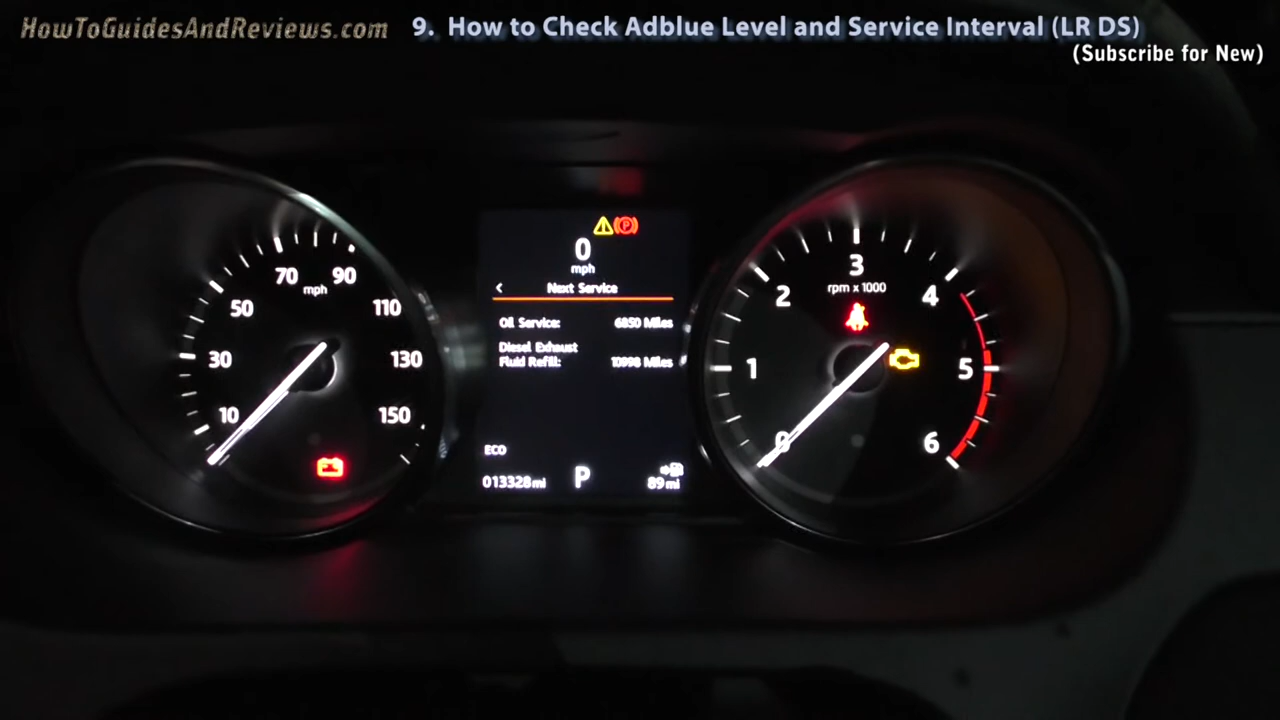 HowToGuidesAndReviews.com
9. How to Check Adblue Level and Service Interval (LR DS)
(Subscribe for New)
10
30
50
70
90
110
130
150
mph
0
mph
Next Service
Oil Service: 6850 Miles
Diesel Exhaust
Fluid Refill: 10998 Miles
ECO
013328mi P 89mi
0
1
2
3
4
5
6
rpm x 1000